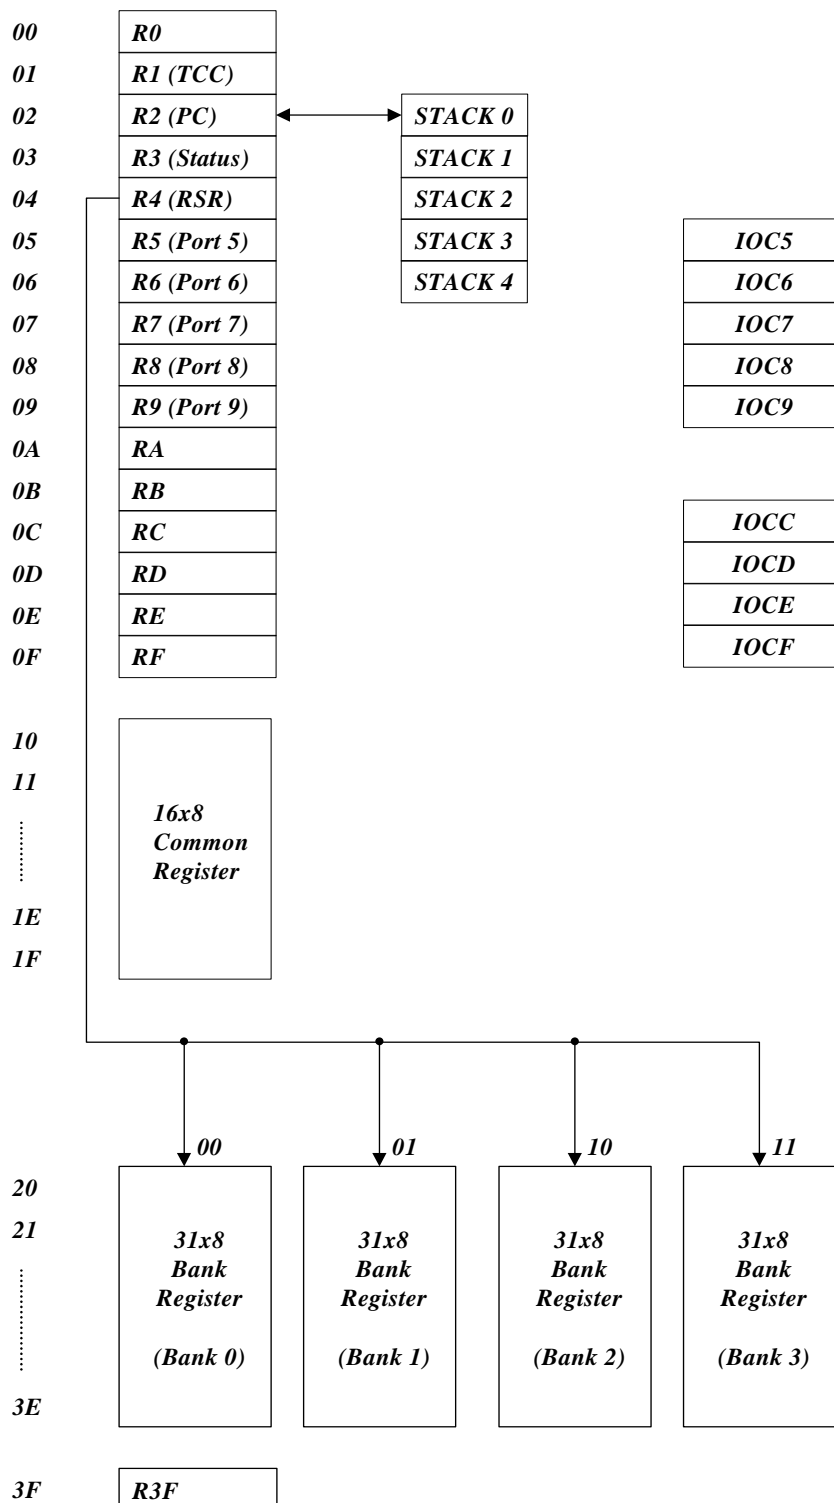 00 R0
01 R1 (TCC)
02 R2 (PC) STACK 0
03 R3 (Status) STACK 1
04 R4 (RSR) STACK 2
05 R5 (Port 5) STACK 3 IOC5
06 R6 (Port 6) STACK 4 IOC6
07 R7 (Port 7) IOC7
08 R8 (Port 8) IOC8
09 R9 (Port 9) IOC9
0A RA
0B RB
0C RC IOCC
0D RD IOCD
0E RE IOCE
0F RF IOCF
10
11
16x8
Common
Register
1E
1F
00 01 10 11
20
21
31x8
Bank
Register
(Bank 0)
31x8
Bank
Register
(Bank 1)
31x8
Bank
Register
(Bank 2)
31x8
Bank
Register
(Bank 3)
3E
3F R3F